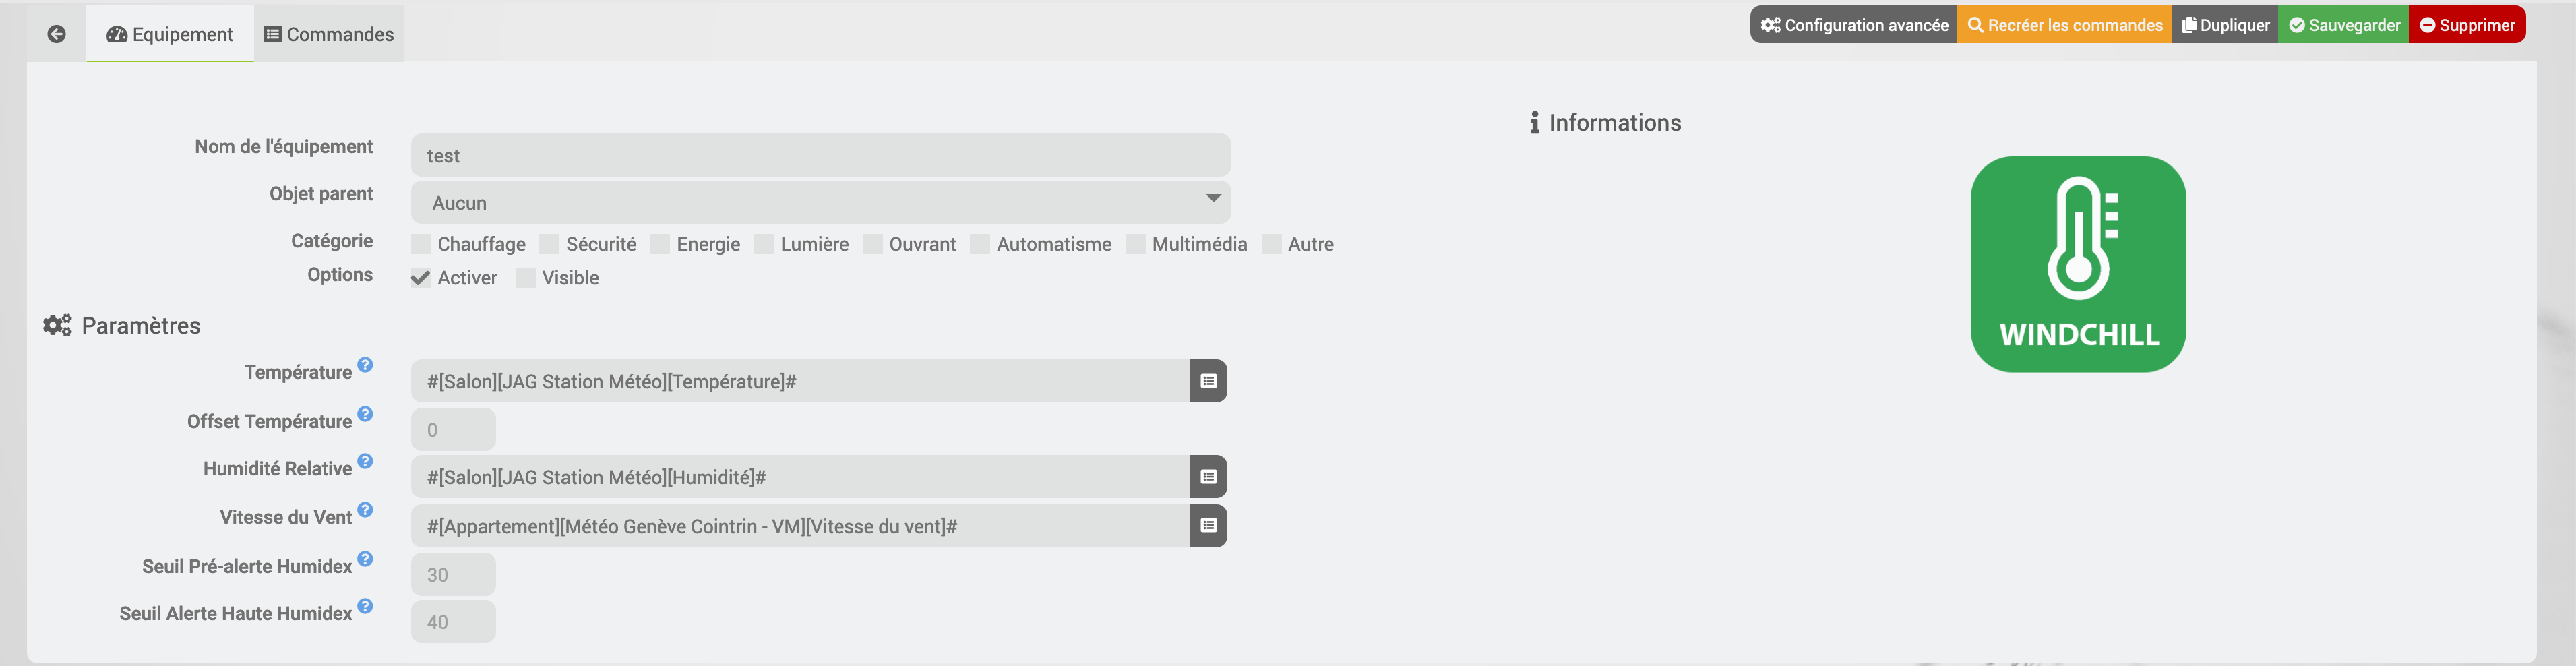 Equipement
Commandes
Configuration avancée
Recréer les commandes
Dupliquer
Sauvegarder
Supprimer
Informations
Nom de l'équipement
test
Objet parent
Aucun
Catégorie
Chauffage Sécurité Energie Lumière Ouvrant Automatisme Multimédia Autre
Options
Activer Visible
WINDCHILL
Paramètres
Température ?
#[Salon][JAG Station Météo][Température]#
Offset Température ?
0
Humidité Relative ?
#[Salon][JAG Station Météo][Humidité]#
Vitesse du Vent ?
#[Appartement][Météo Genève Cointrin - VM][Vitesse du vent]#
Seuil Pré-alerte Humidex ?
30
Seuil Alerte Haute Humidex ?
40